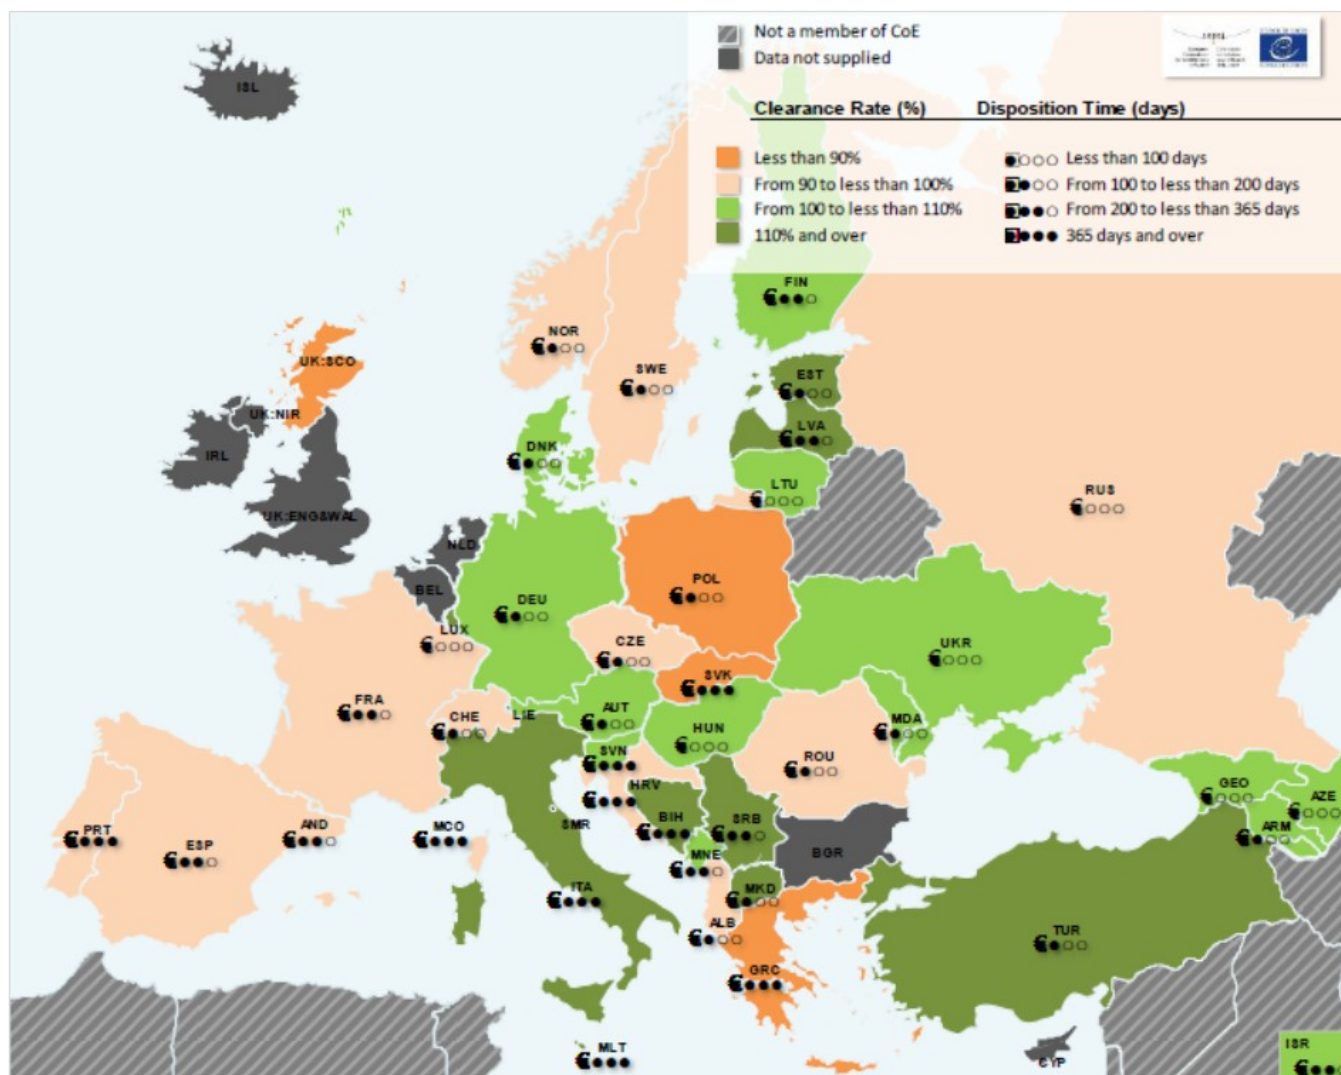 Not a member of CoE
Data not supplied
Clearance Rate (%) Disposition Time (days)
Less than 90% Less than 100 days
From 90 to less than 100% From 100 to less than 200 days
From 100 to less than 110% From 200 to less than 365 days
110% and over 365 days and over
ISL
FIN
NOR
UK:SCO
SWE
EST
UK:NIR
LVA
IRL
DNK
LTU
RUS
UK:ENG&WAL
NLD
POL
BEL
DEU
LUX
CZE
UKR
SVK
FRA
AUT
CHE
LIE
HUN
MDA
SVN
ROU
HRV
GEO
AZE
BIH
SRB
ARM
PRT
AND
MCO
SMR
ESP
BGR
MNE
ITA
MKD
ALB
TUR
GRC
MLT
CYP
ISR